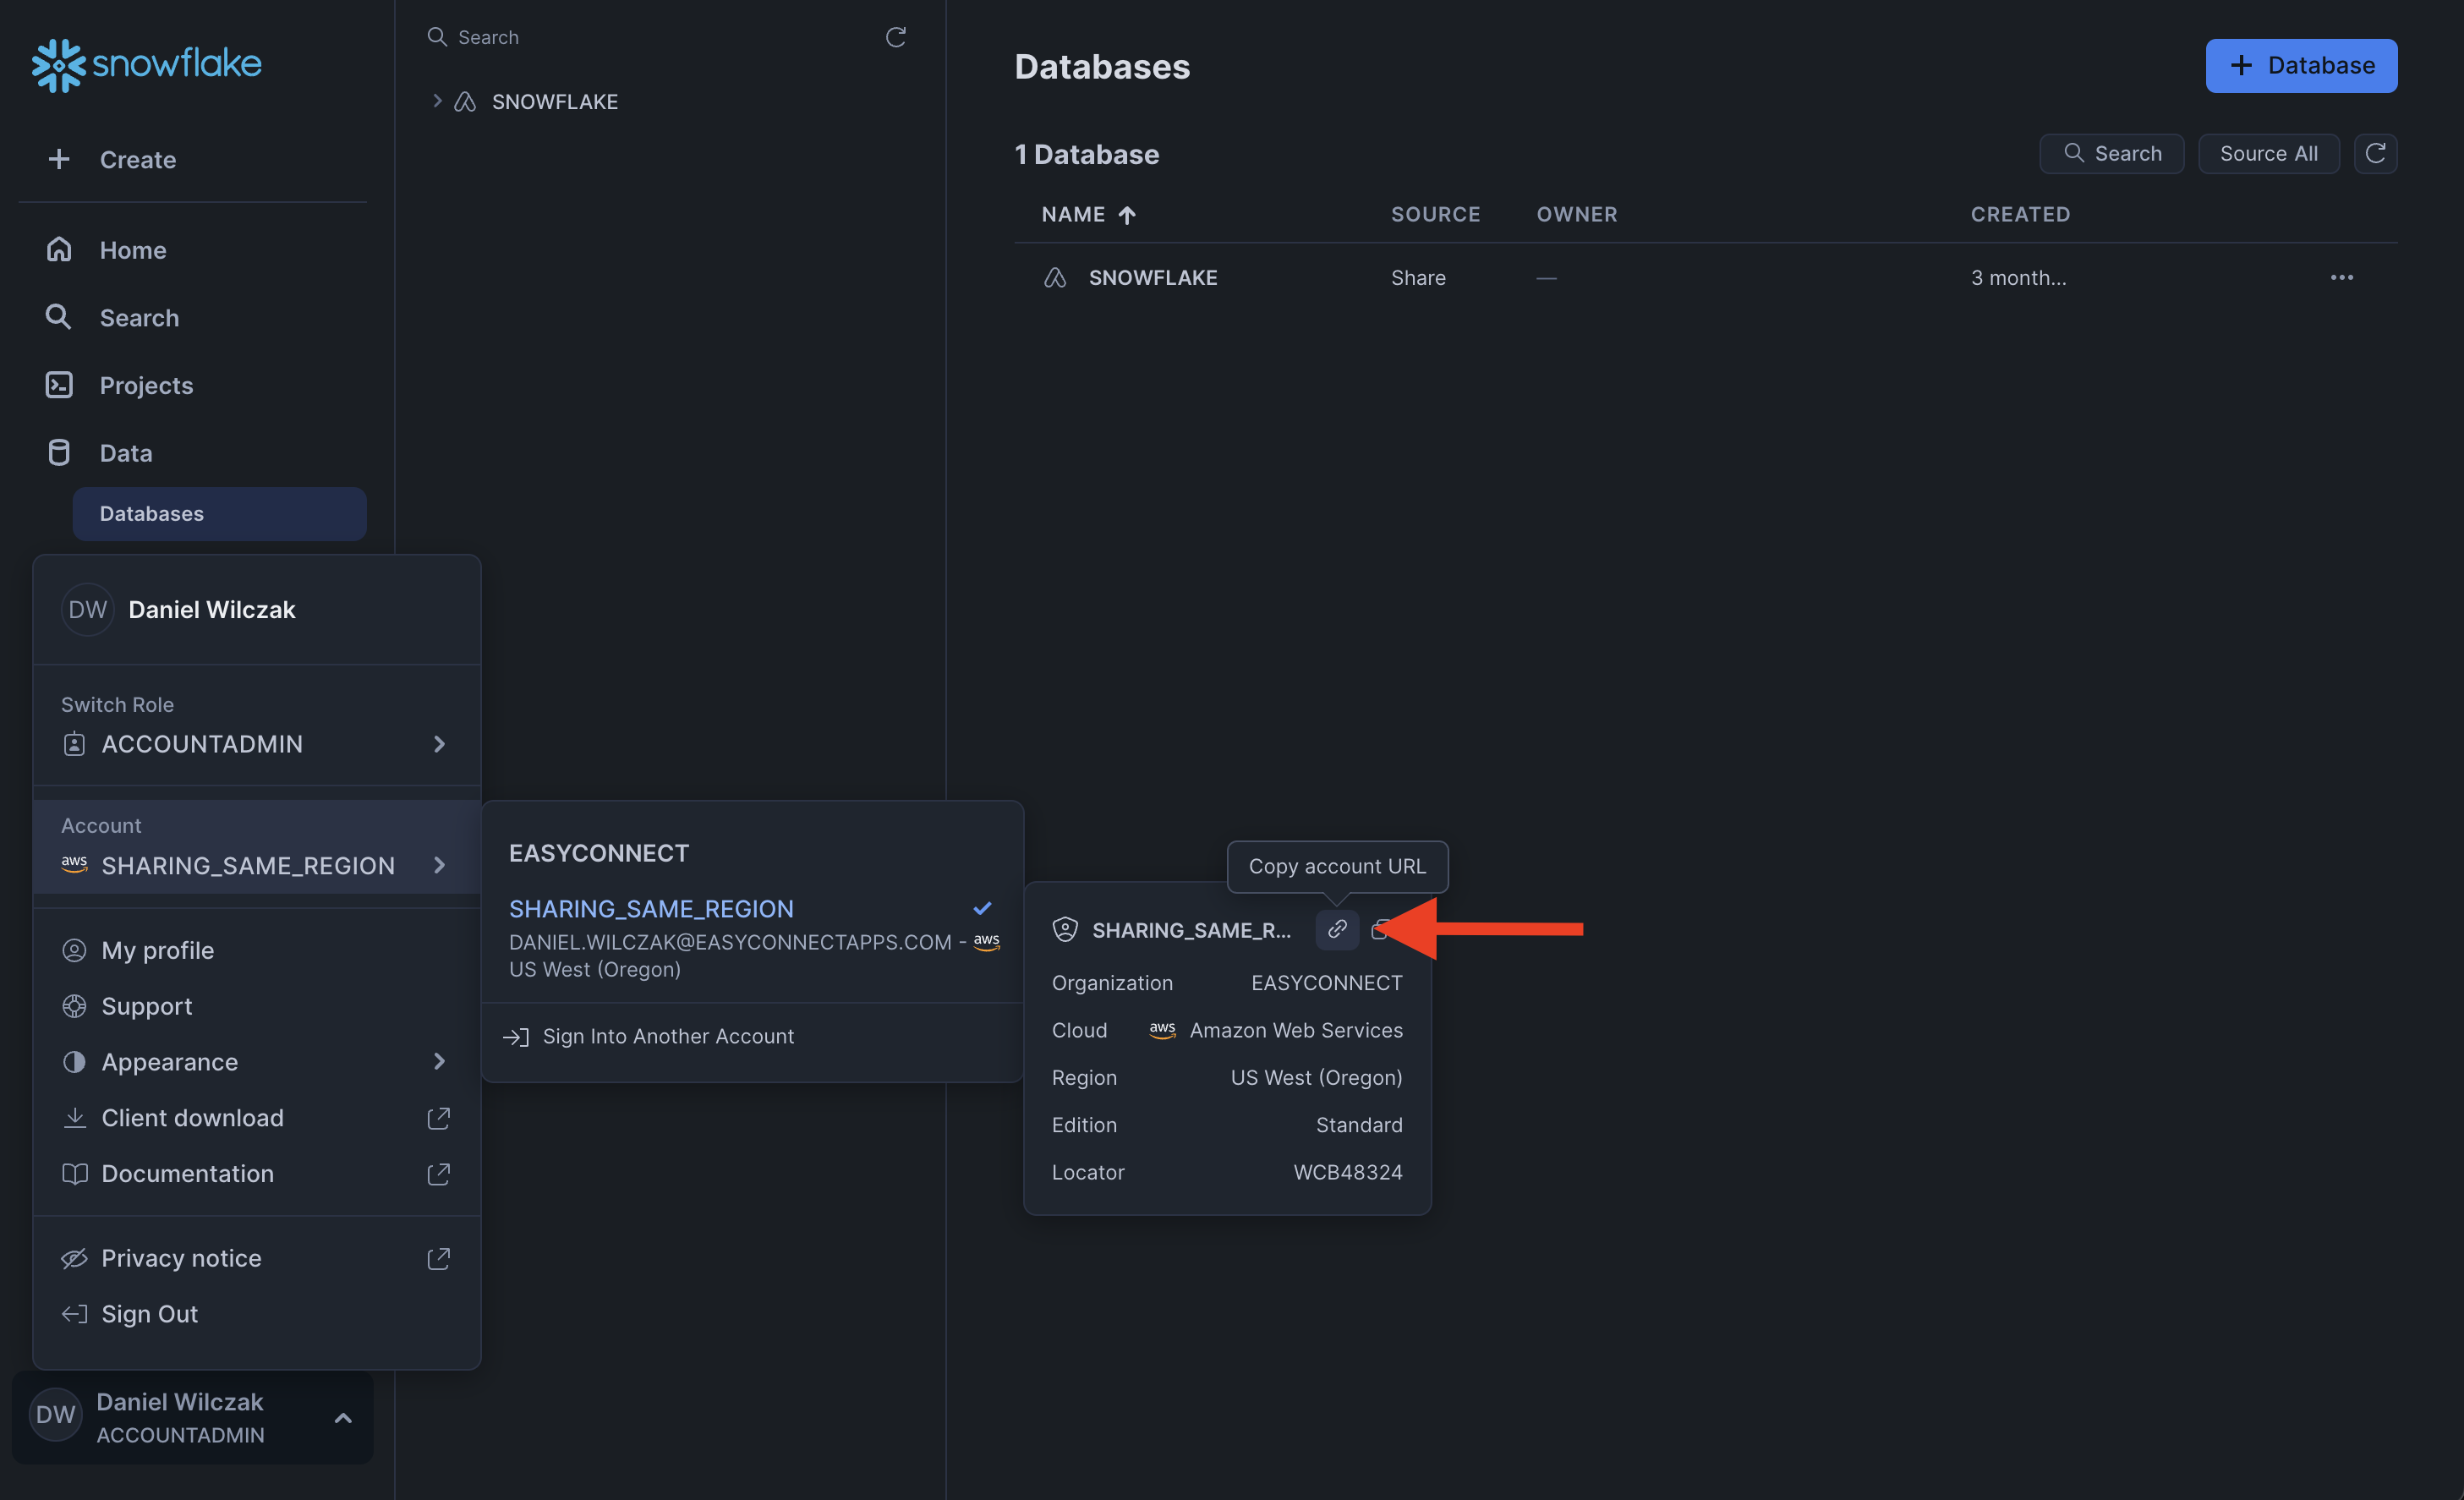 snowflake
Create
Home
Search
Projects
Data
Databases
DW Daniel Wilczak
Switch Role
ACCOUNTADMIN
Account
aws SHARING_SAME_REGION
My profile
Support
Appearance
Client download
Documentation
Privacy notice
Sign Out
DW Daniel Wilczak
ACCOUNTADMIN
Search
SNOWFLAKE
EASYCONNECT
SHARING_SAME_REGION
DANIEL.WILCZAK@EASYCONNECTAPPS.COM - aws
US West (Oregon)
Sign Into Another Account
Databases
+ Database
1 Database
Search
Source All
NAME SOURCE OWNER CREATED
SNOWFLAKE Share — 3 month...
Copy account URL
SHARING_SAME_R...
Organization EASYCONNECT
Cloud aws Amazon Web Services
Region US West (Oregon)
Edition Standard
Locator WCB48324